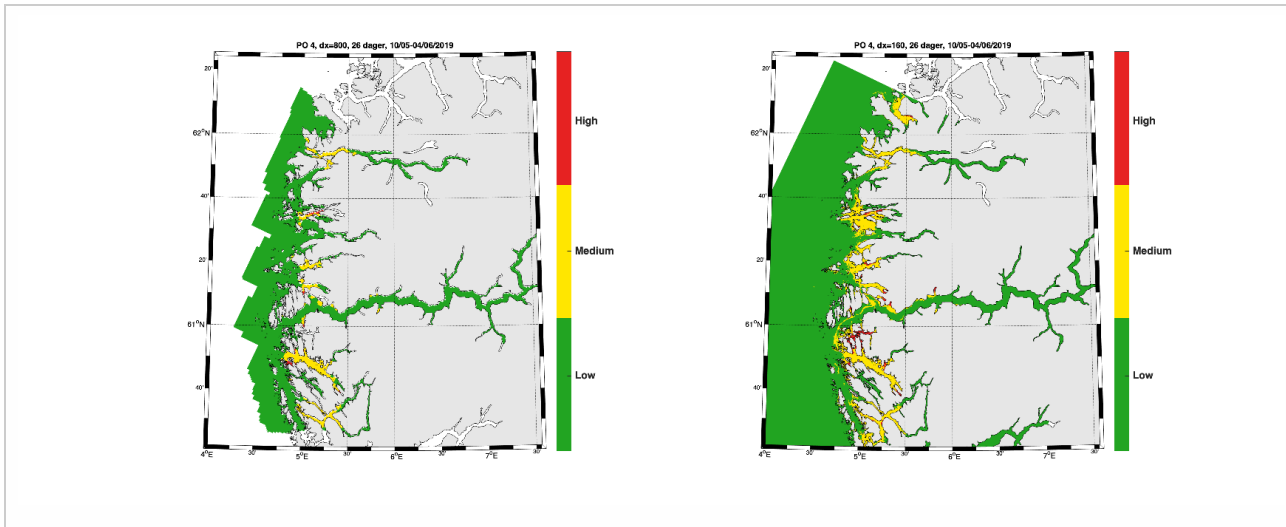 PO 4, dx=800, 26 dager, 10/05-04/06/2019
20'
62°N
40'
20'
61°N
40'
4°E
30'
5°E
30'
6°E
30'
7°E
30'
High
Medium
Low
PO 4, dx=160, 26 dager, 10/05-04/06/2019
20'
62°N
40'
20'
61°N
40'
4°E
30'
5°E
30'
6°E
30'
7°E
30'
High
Medium
Low